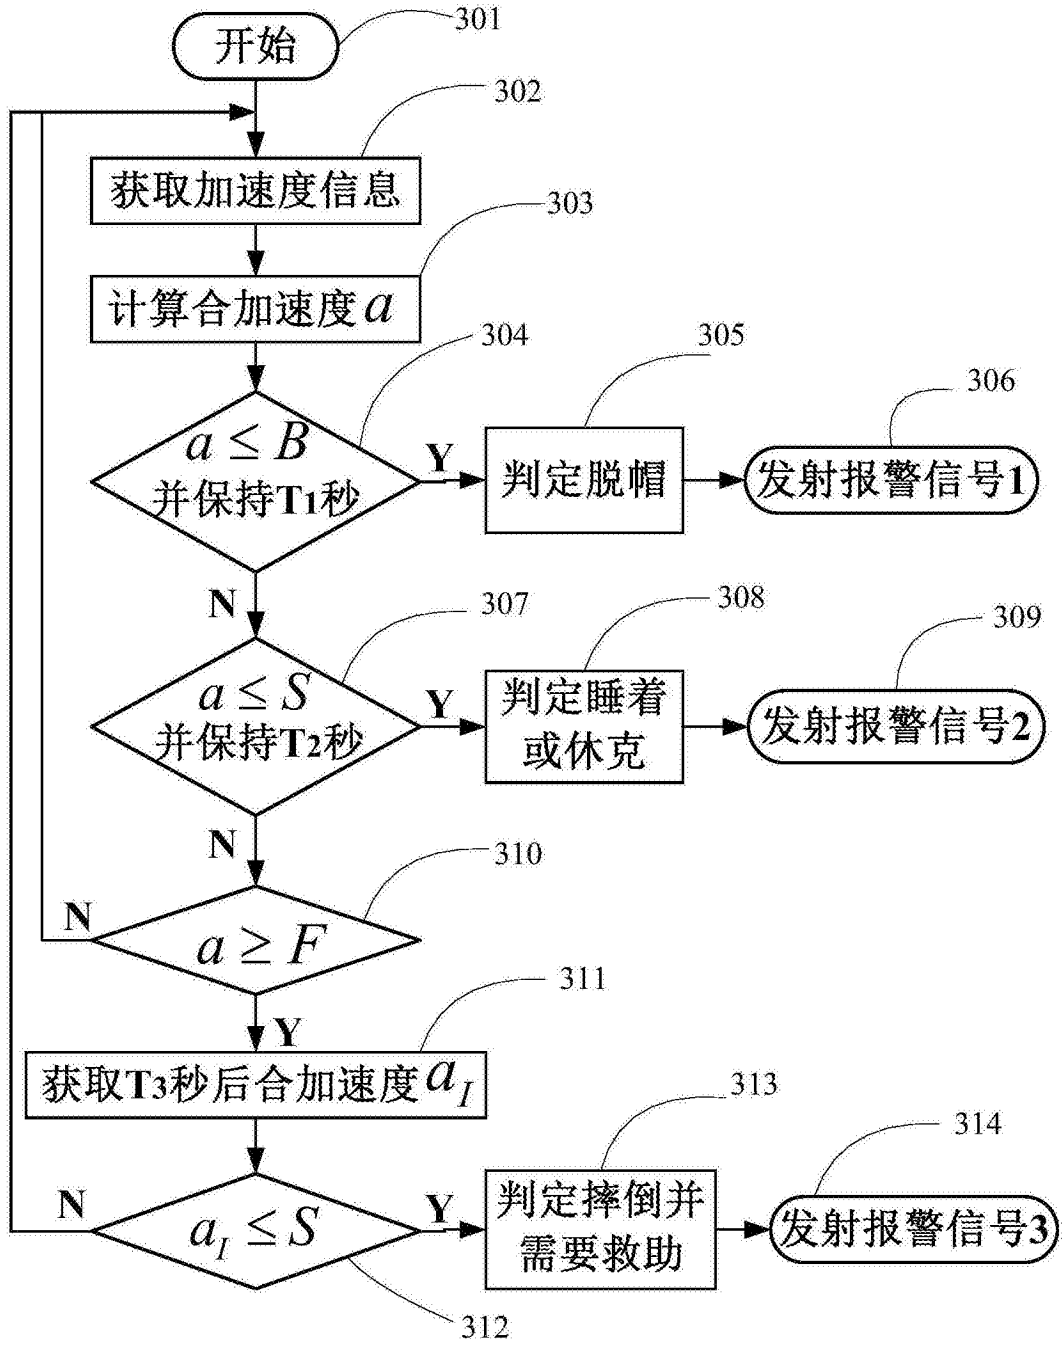 开始
301
302
获取加速度信息
303
计算合加速度 a
304
305
306
a ≤ B
并保持T1秒
Y
判定脱帽
发射报警信号1
N
307
308
309
a ≤ S
并保持T2秒
Y
判定睡着
或休克
发射报警信号2
N
310
N
a ≥ F
311
Y
获取T3秒后合加速度 aI
313
314
N
aI ≤ S
Y
判定摔倒并
需要救助
发射报警信号3
312